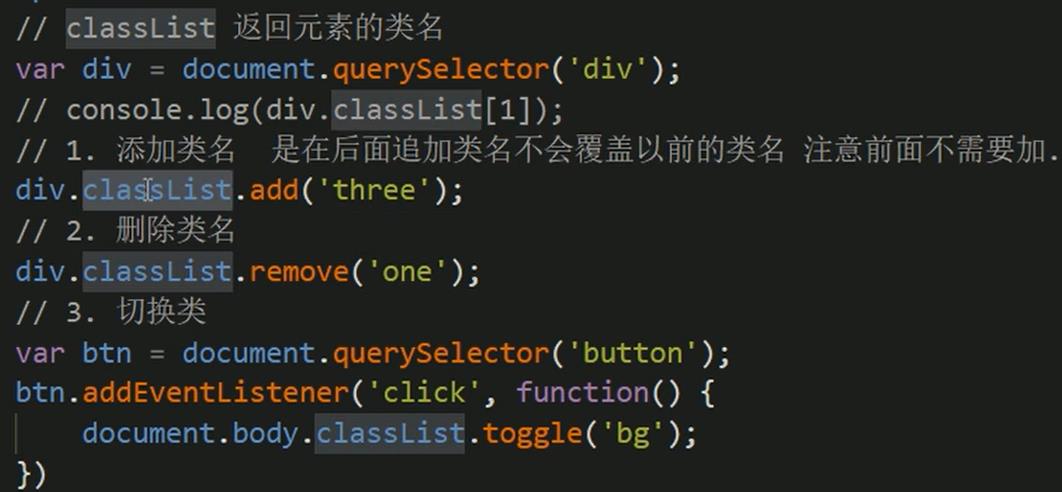 // classList 返回元素的类名
var div = document.querySelector('div');
// console.log(div.classList[1]);
// 1. 添加类名  是在后面追加类名不会覆盖以前的类名 注意前面不需要加.
div.classList.add('three');
// 2. 删除类名
div.classList.remove('one');
// 3. 切换类
var btn = document.querySelector('button');
btn.addEventListener('click', function() {
    document.body.classList.toggle('bg');
})